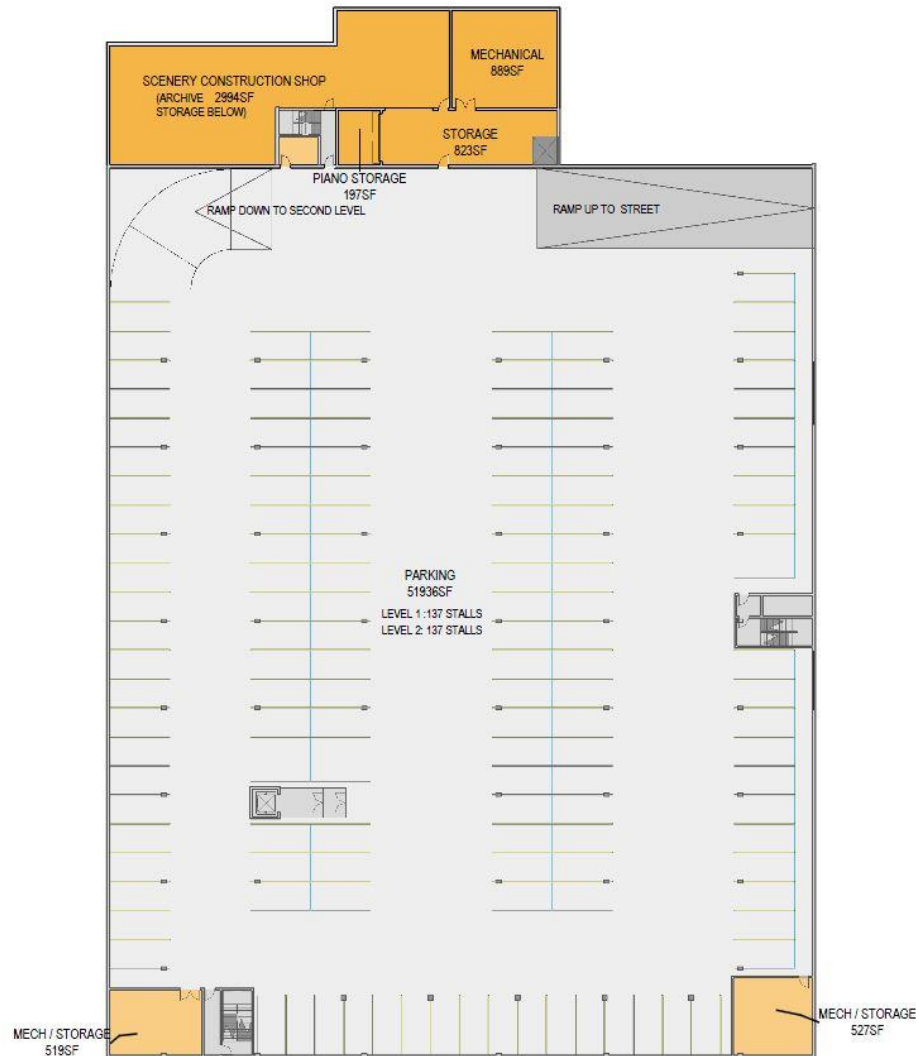 MECHANICAL
889SF
SCENERY CONSTRUCTION SHOP
(ARCHIVE 2994SF
STORAGE BELOW)
STORAGE
823SF
PIANO STORAGE
197SF
RAMP DOWN TO SECOND LEVEL
RAMP UP TO STREET
PARKING
51936SF
LEVEL 1 :137 STALLS
LEVEL 2: 137 STALLS
MECH / STORAGE
519SF
MECH / STORAGE
527SF